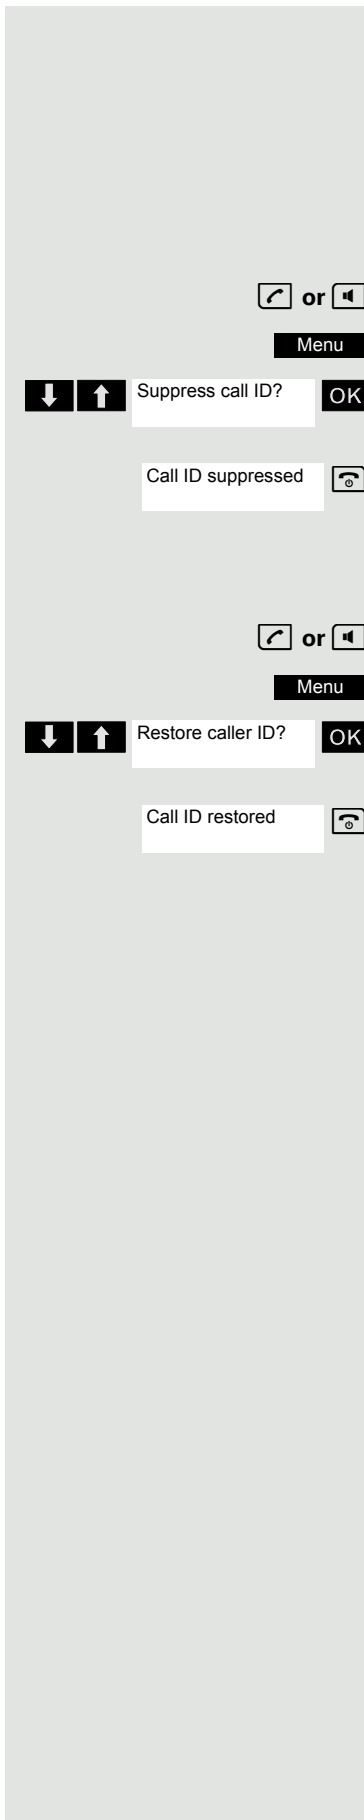 or
Menu
Suppress call ID? OK
Call ID suppressed
or
Menu
Restore caller ID? OK
Call ID restored